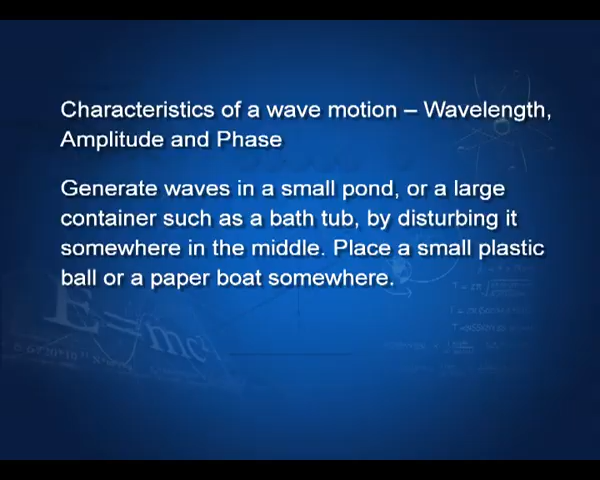 Characteristics of a wave motion – Wavelength,
Amplitude and Phase
Generate waves in a small pond, or a large
container such as a bath tub, by disturbing it
somewhere in the middle. Place a small plastic
ball or a paper boat somewhere.
E=mc²